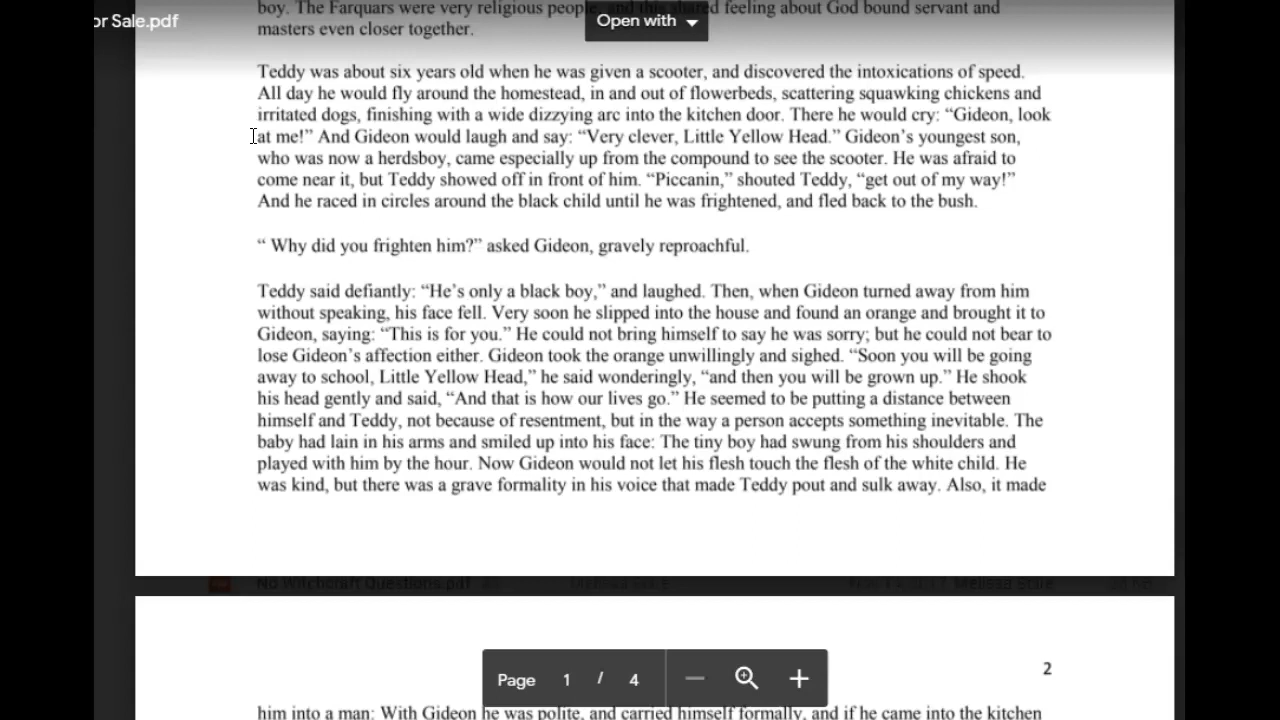 boy. The Farquars were very religious people, and this shared feeling about God bound servant and
or Sale.pdf
Open with
masters even closer together.
Teddy was about six years old when he was given a scooter, and discovered the intoxications of speed.
All day he would fly around the homestead, in and out of flowerbeds, scattering squawking chickens and
irritated dogs, finishing with a wide dizzying arc into the kitchen door. There he would cry: “Gideon, look
at me!” And Gideon would laugh and say: “Very clever, Little Yellow Head.” Gideon’s youngest son,
who was now a herdsboy, came especially up from the compound to see the scooter. He was afraid to
come near it, but Teddy showed off in front of him. “Piccanin,” shouted Teddy, “get out of my way!”
And he raced in circles around the black child until he was frightened, and fled back to the bush.
“ Why did you frighten him?” asked Gideon, gravely reproachful.
Teddy said defiantly: “He’s only a black boy,” and laughed. Then, when Gideon turned away from him
without speaking, his face fell. Very soon he slipped into the house and found an orange and brought it to
Gideon, saying: “This is for you.” He could not bring himself to say he was sorry; but he could not bear to
lose Gideon’s affection either. Gideon took the orange unwillingly and sighed. “Soon you will be going
away to school, Little Yellow Head,” he said wonderingly, “and then you will be grown up.” He shook
his head gently and said, “And that is how our lives go.” He seemed to be putting a distance between
himself and Teddy, not because of resentment, but in the way a person accepts something inevitable. The
baby had lain in his arms and smiled up into his face: The tiny boy had swung from his shoulders and
played with him by the hour. Now Gideon would not let his flesh touch the flesh of the white child. He
was kind, but there was a grave formality in his voice that made Teddy pout and sulk away. Also, it made
No Witchcraft Questions.pdf
2
Page 1 / 4
him into a man: With Gideon he was polite, and carried himself formally, and if he came into the kitchen